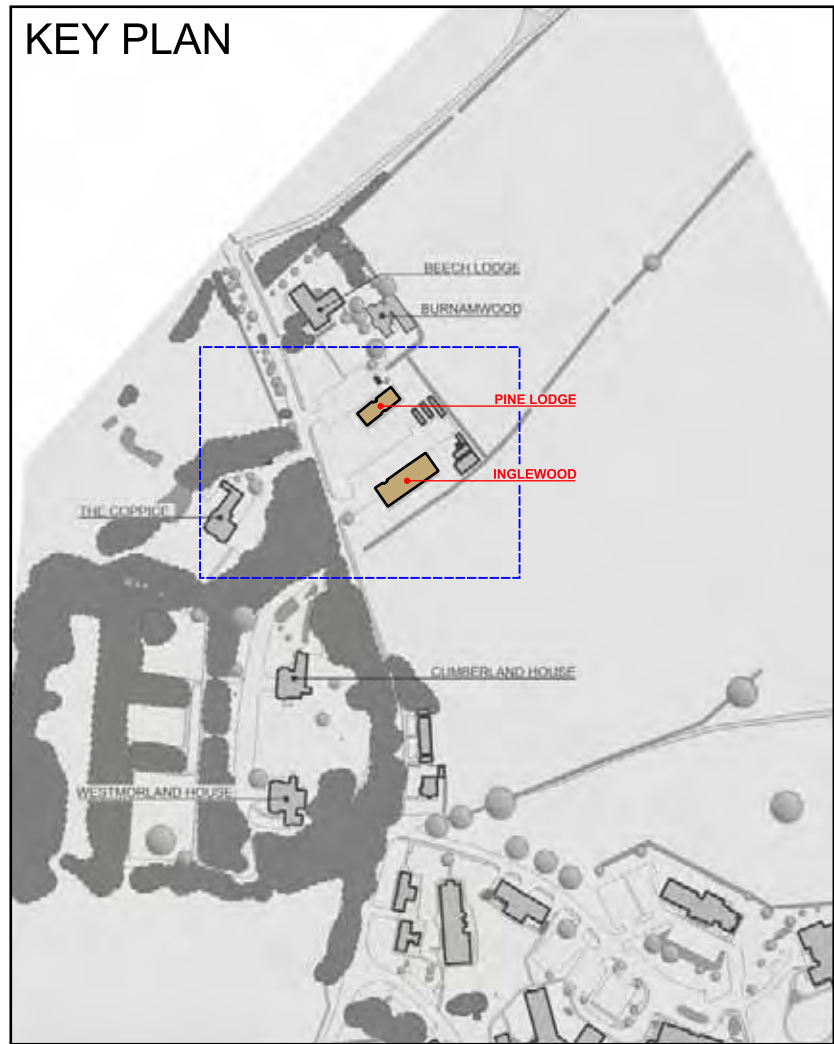 KEY PLAN
BEECH LODGE
BURNAMWOOD
PINE LODGE
INGLEWOOD
THE COPPICE
CUMBERLAND HOUSE
WESTMORLAND HOUSE